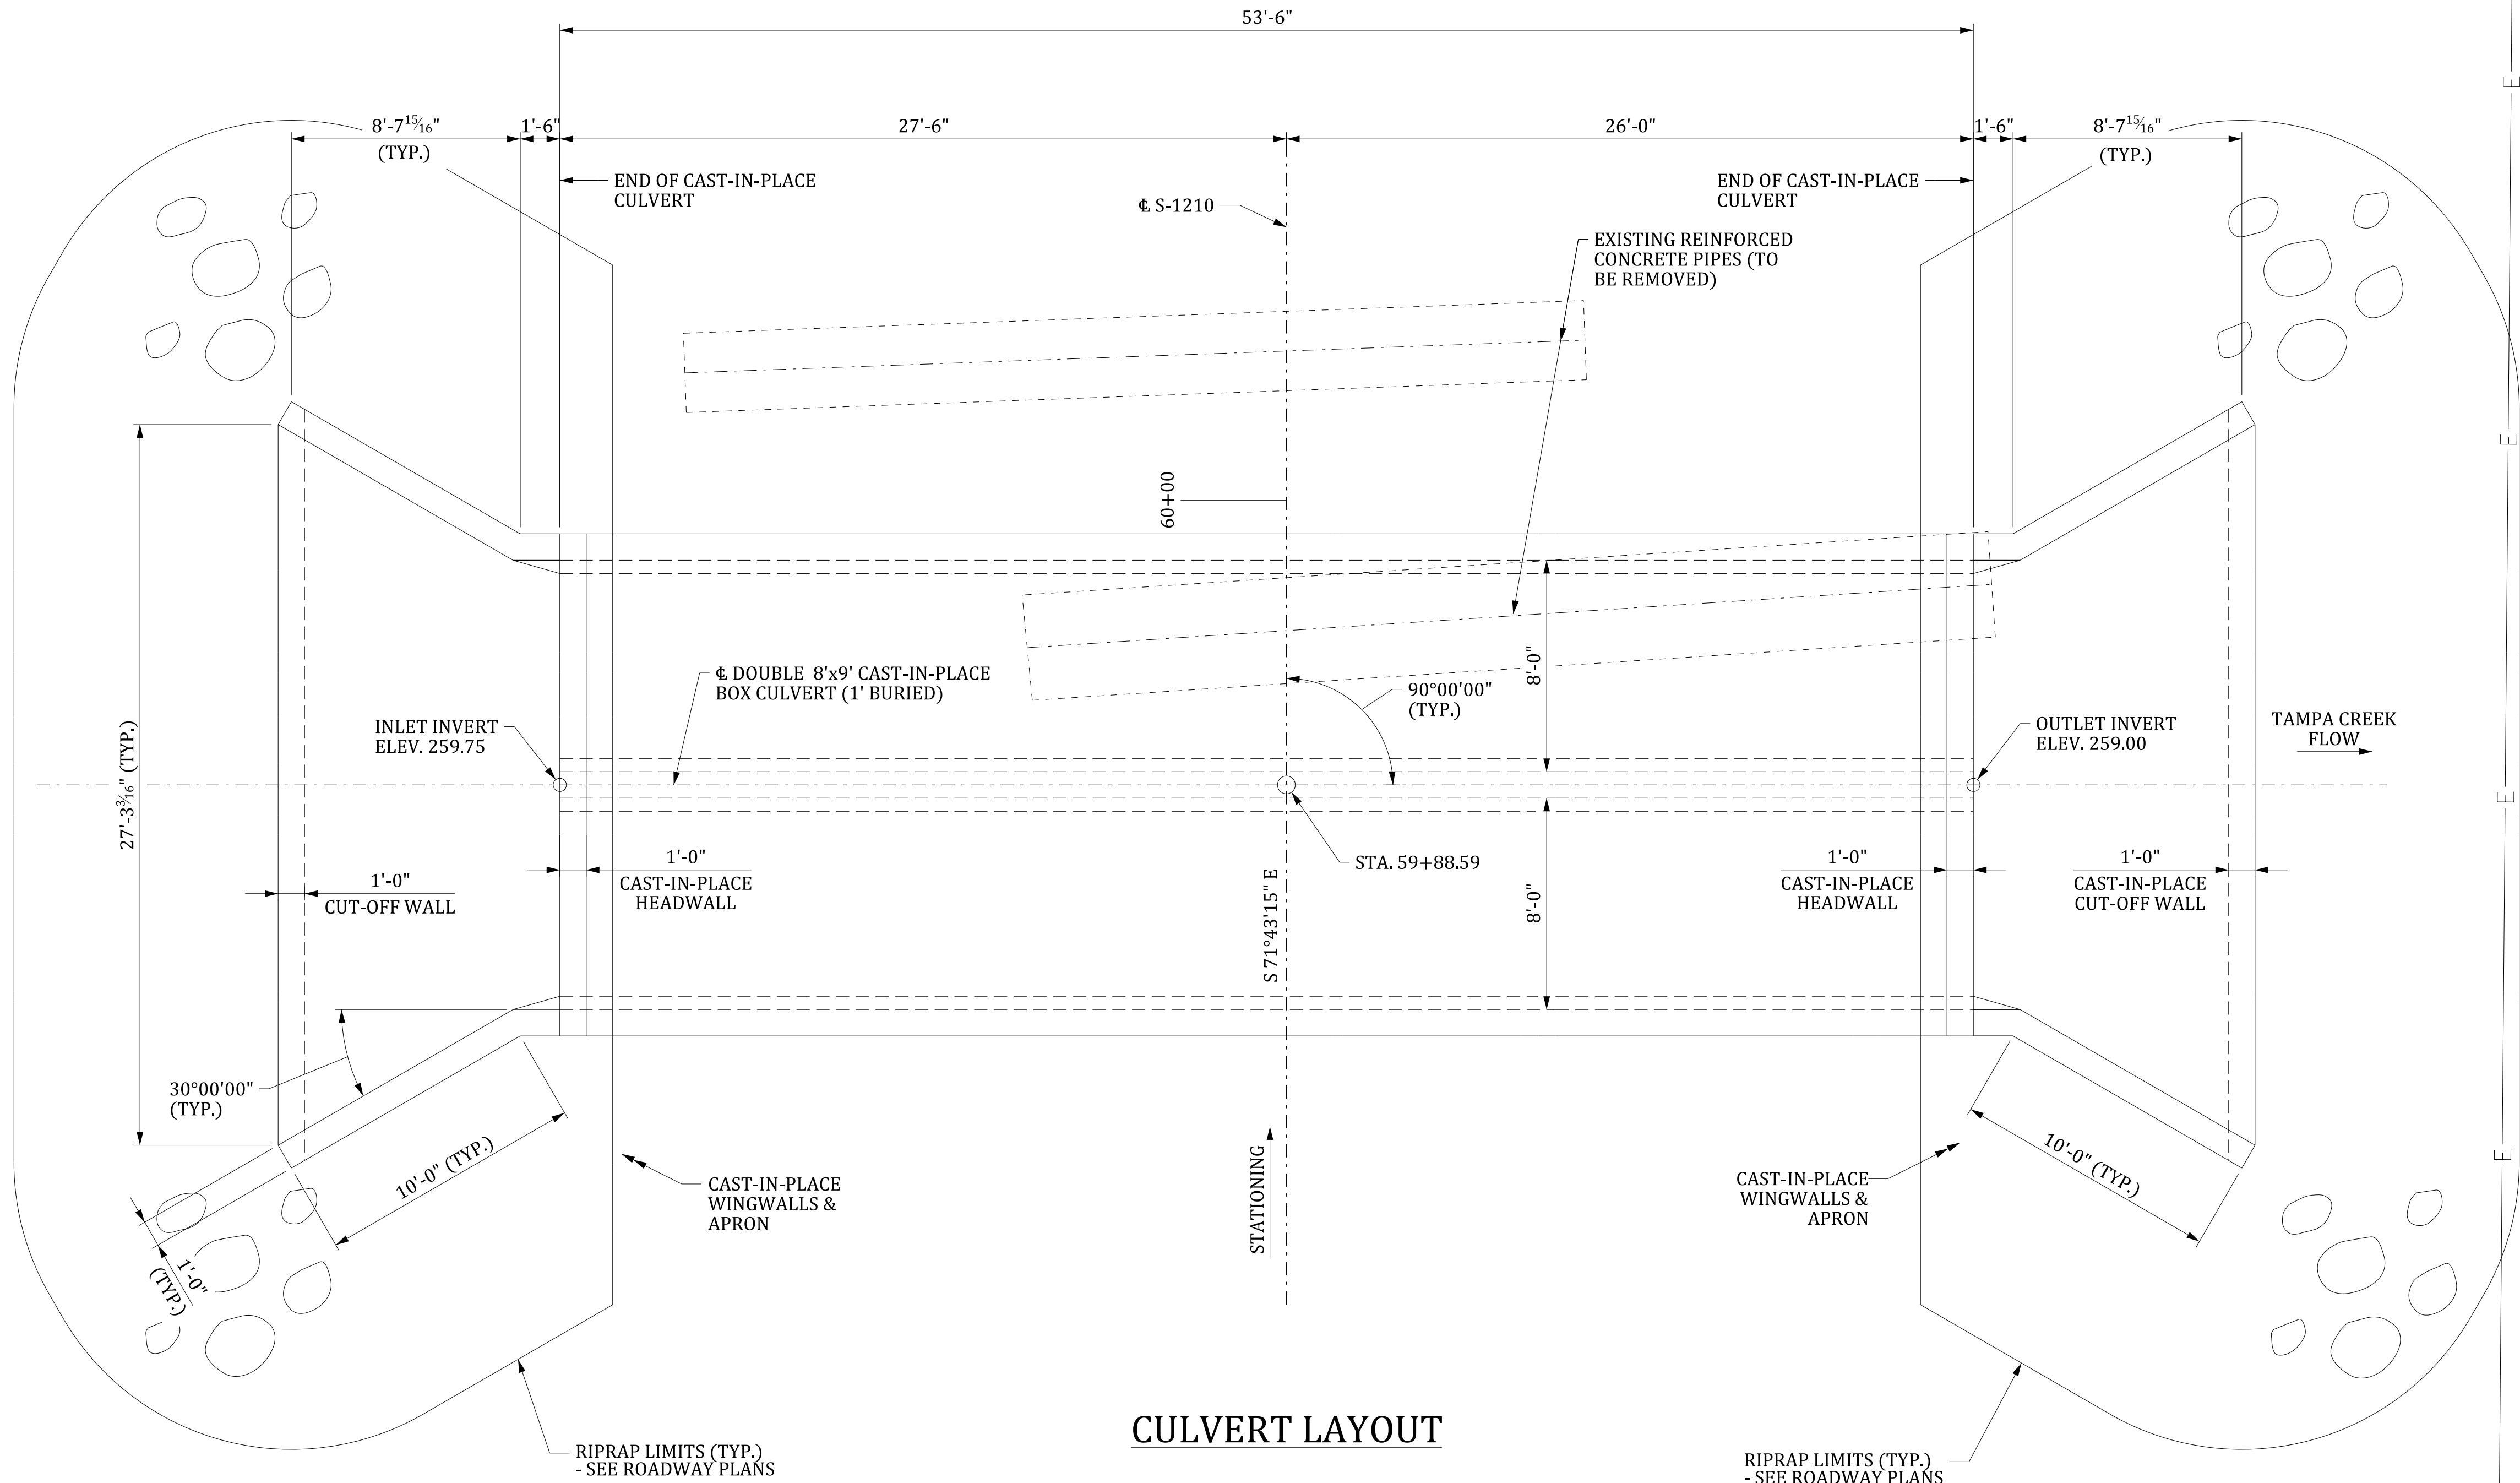 53'-6"
8'-7 15/16"
(TYP.)
1'-6"
27'-6"
26'-0"
1'-6"
8'-7 15/16"
(TYP.)
END OF CAST-IN-PLACE
CULVERT
℄ S-1210
END OF CAST-IN-PLACE
CULVERT
EXISTING REINFORCED
CONCRETE PIPES (TO
BE REMOVED)
60+00
℄ DOUBLE 8'x9' CAST-IN-PLACE
BOX CULVERT (1' BURIED)
8'-0"
90°00'00"
(TYP.)
INLET INVERT
ELEV. 259.75
OUTLET INVERT
ELEV. 259.00
TAMPA CREEK
FLOW
27'-3 3/16" (TYP.)
1'-0"
CUT-OFF WALL
1'-0"
CAST-IN-PLACE
HEADWALL
STA. 59+88.59
S 71°43'15" E
8'-0"
1'-0"
CAST-IN-PLACE
HEADWALL
1'-0"
CAST-IN-PLACE
CUT-OFF WALL
30°00'00"
(TYP.)
10'-0" (TYP.)
1'-0"
(TYP.)
CAST-IN-PLACE
WINGWALLS &
APRON
STATIONING
CAST-IN-PLACE
WINGWALLS &
APRON
10'-0" (TYP.)
E
E
E
E
CULVERT LAYOUT
RIPRAP LIMITS (TYP.)
- SEE ROADWAY PLANS
RIPRAP LIMITS (TYP.)
- SEE ROADWAY PLANS